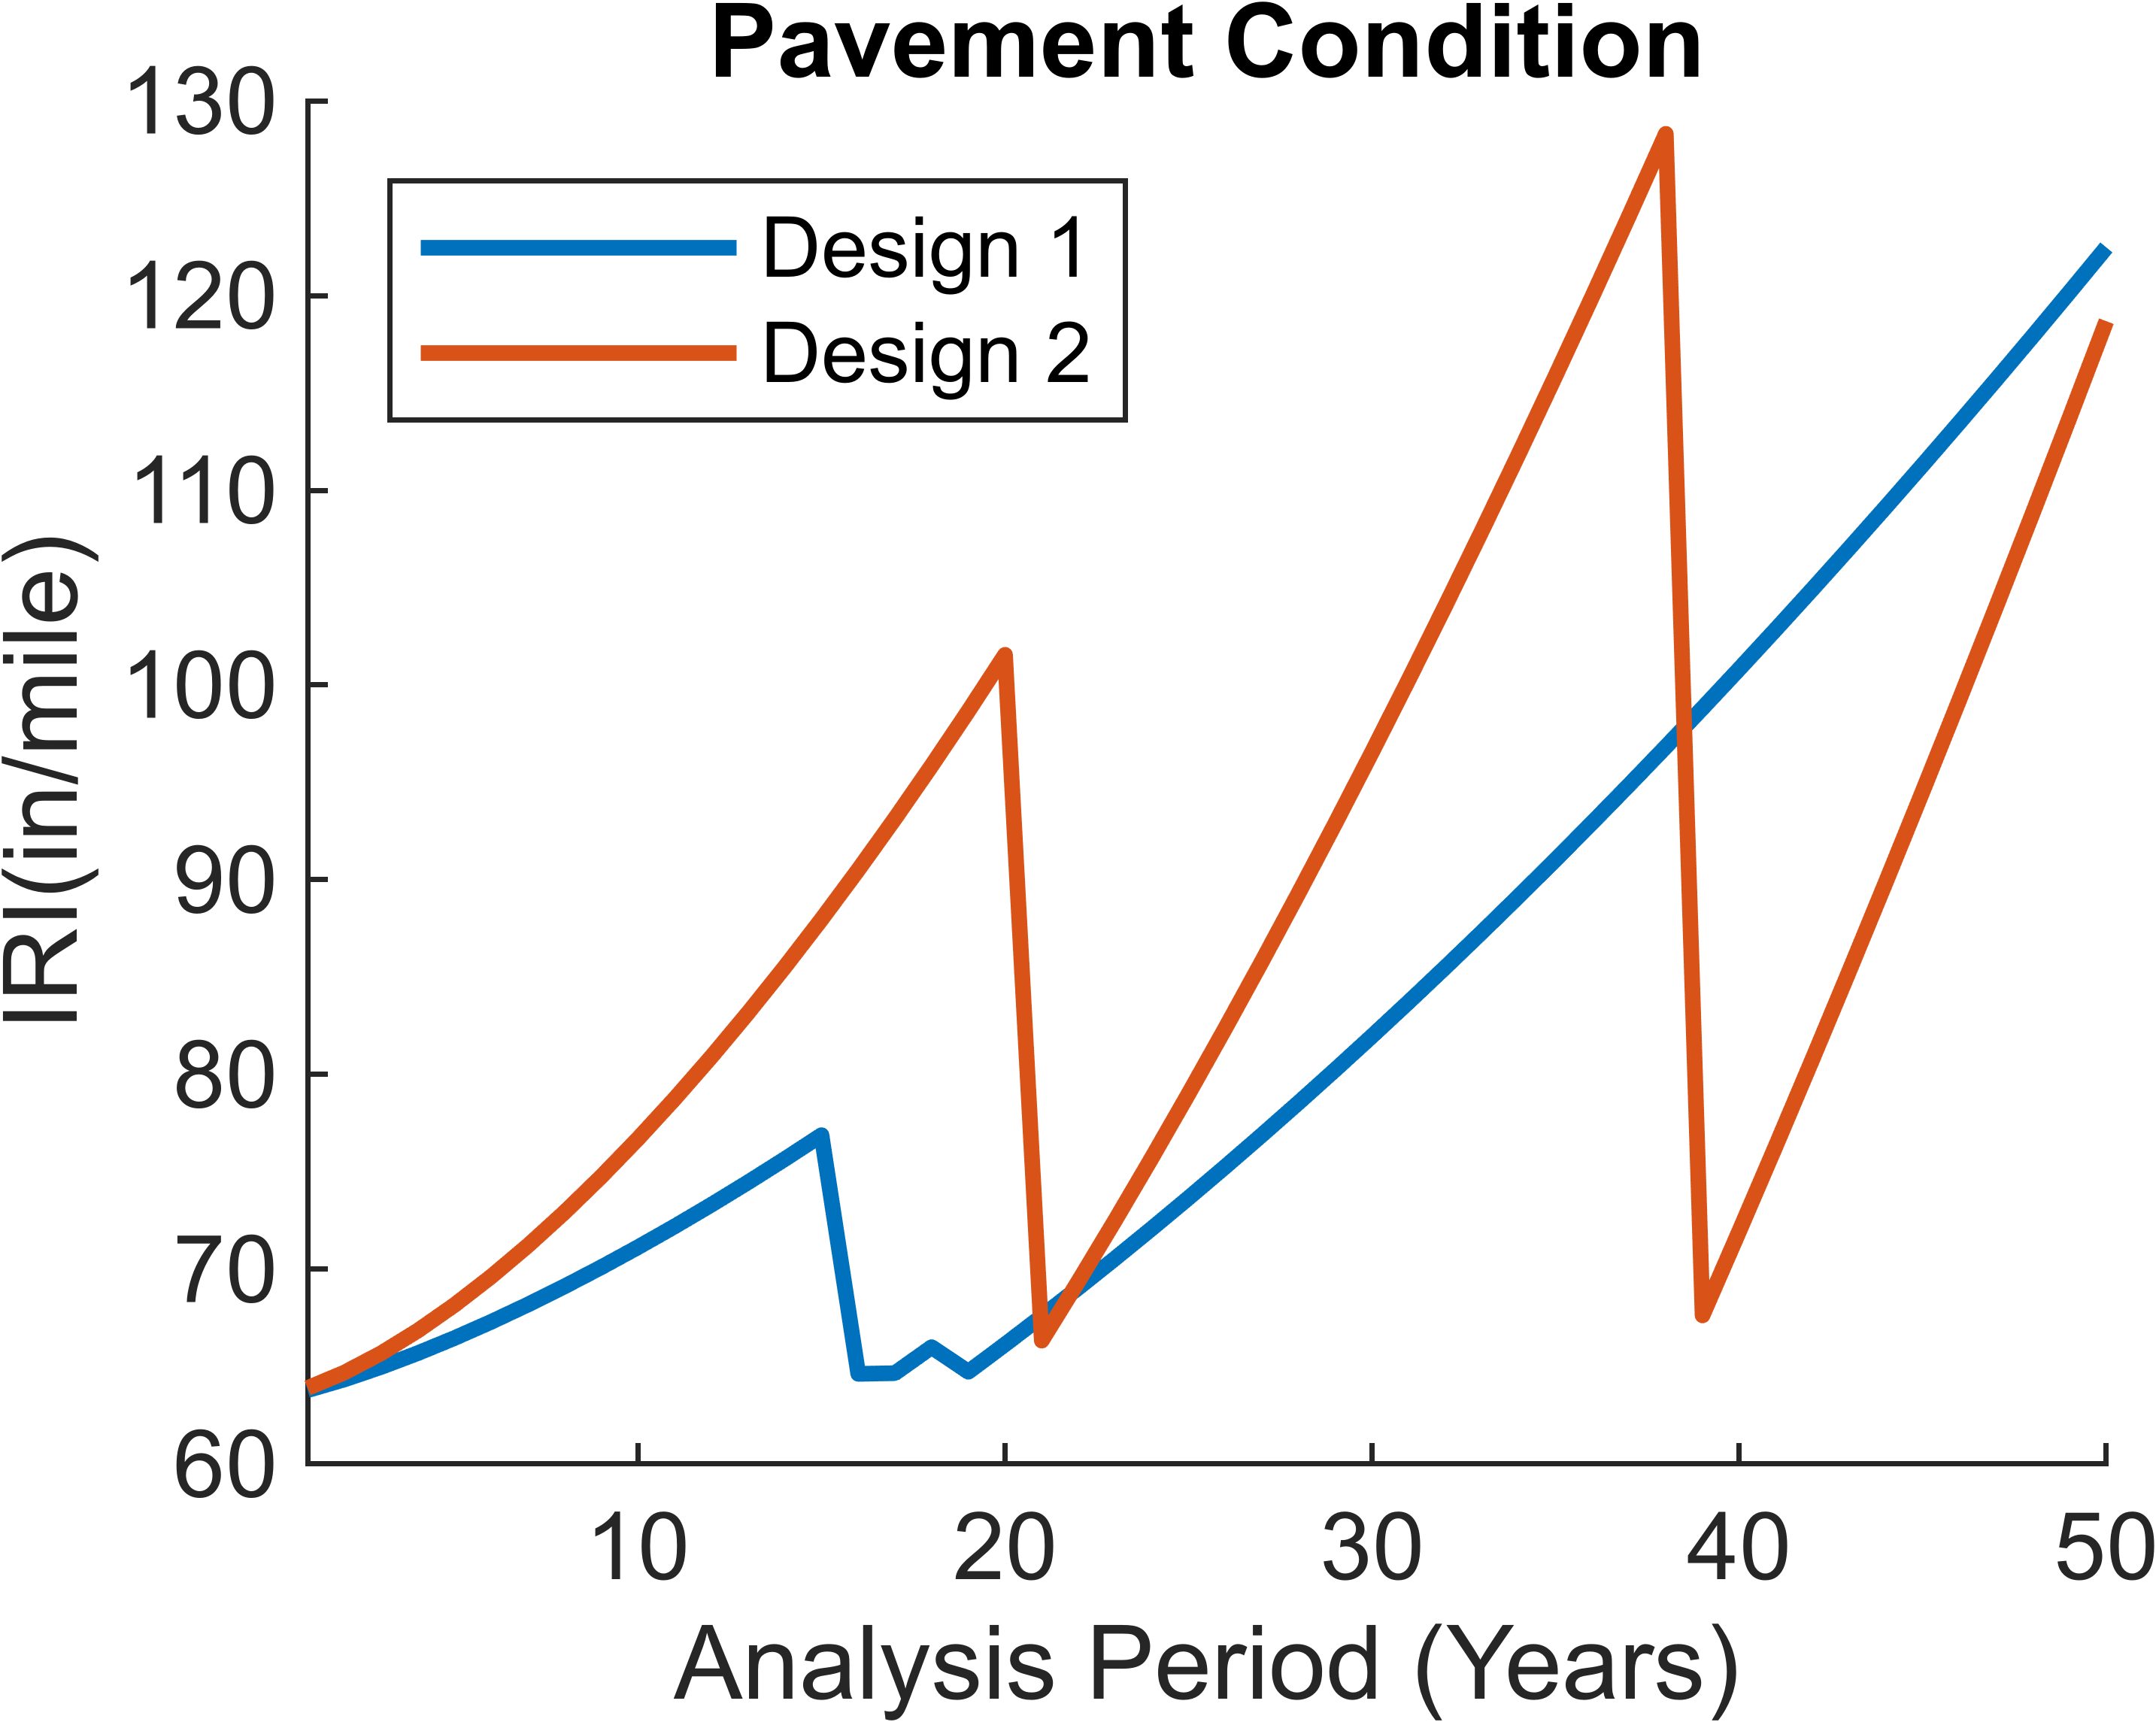 Pavement Condition
130
120
110
100
90
80
70
60
IRI(in/mile)
Design 1
Design 2
10 20 30 40 50
Analysis Period (Years)